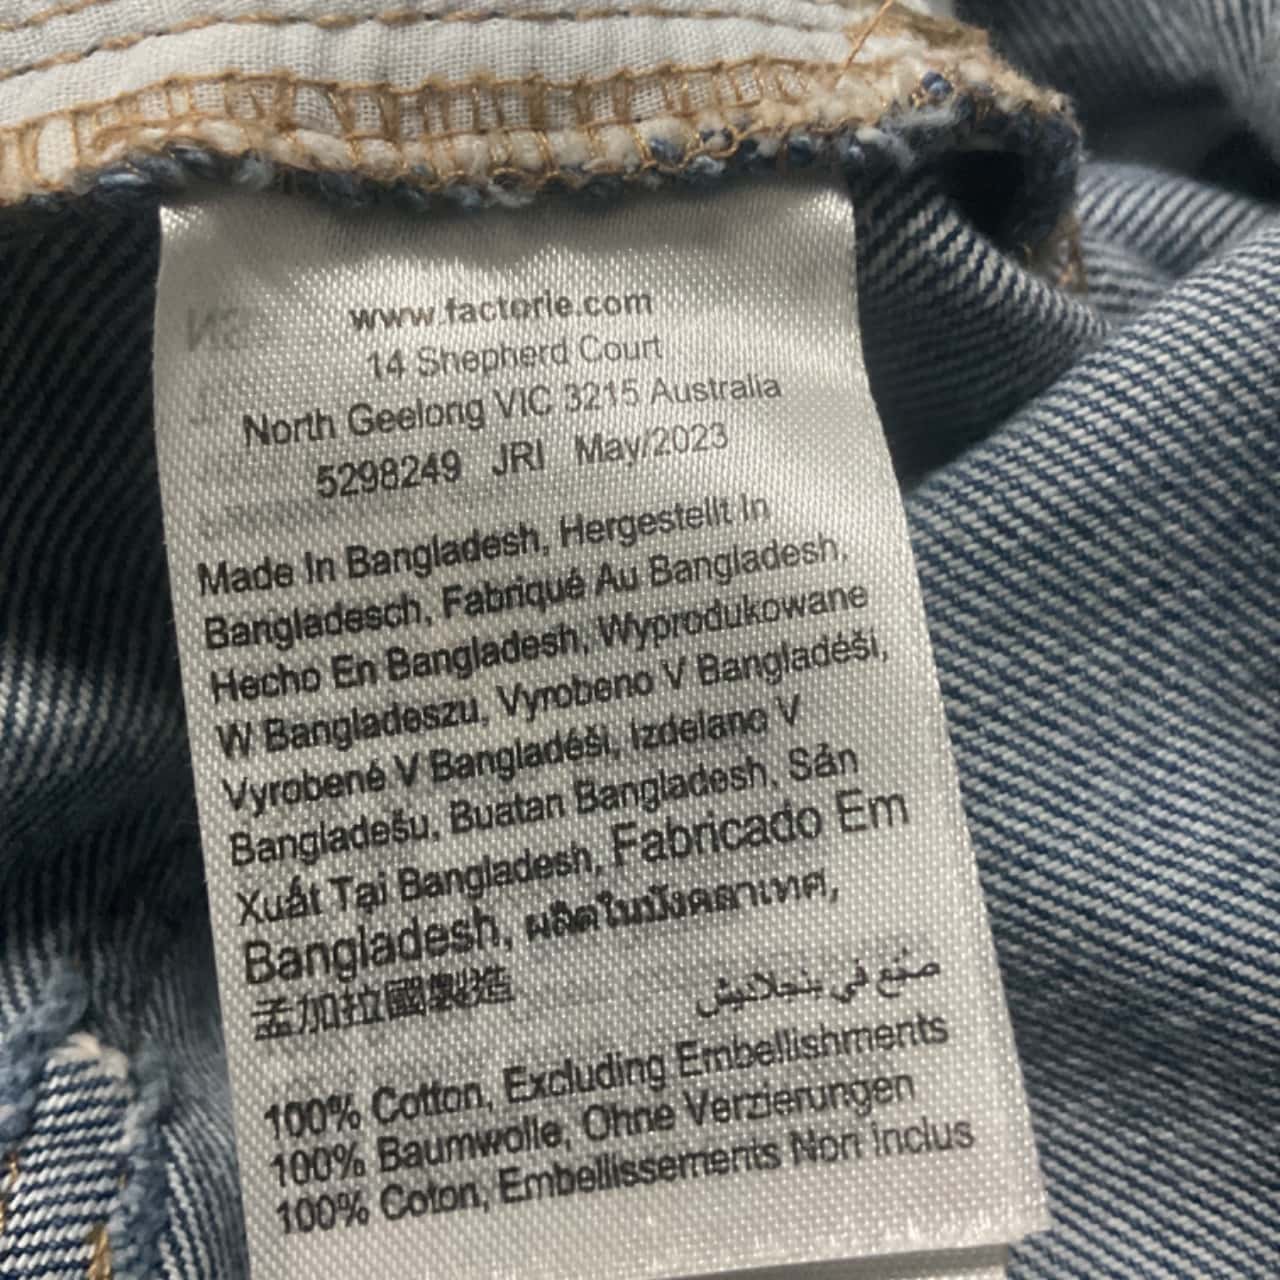 www.factorie.com
14 Shepherd Court
North Geelong VIC 3215 Australia
5298249 JRI May/2023
Made In Bangladesh, Hergestellt In
Bangladesch, Fabriqué Au Bangladesh,
Hecho En Bangladesh, Wyprodukowane
W Bangladeszu, Vyrobeno V Bangladéši,
Vyrobené V Bangladéši, Izdelano V
Bangladešu, Buatan Bangladesh, Sản
Xuất Tại Bangladesh, Fabricado Em
Bangladesh, ผลิตในบังคลาเทศ,
孟加拉國製造 صنع في بنجلاديش
100% Cotton, Excluding Embellishments
100% Baumwolle, Ohne Verzierungen
100% Coton, Embellissements Non Inclus